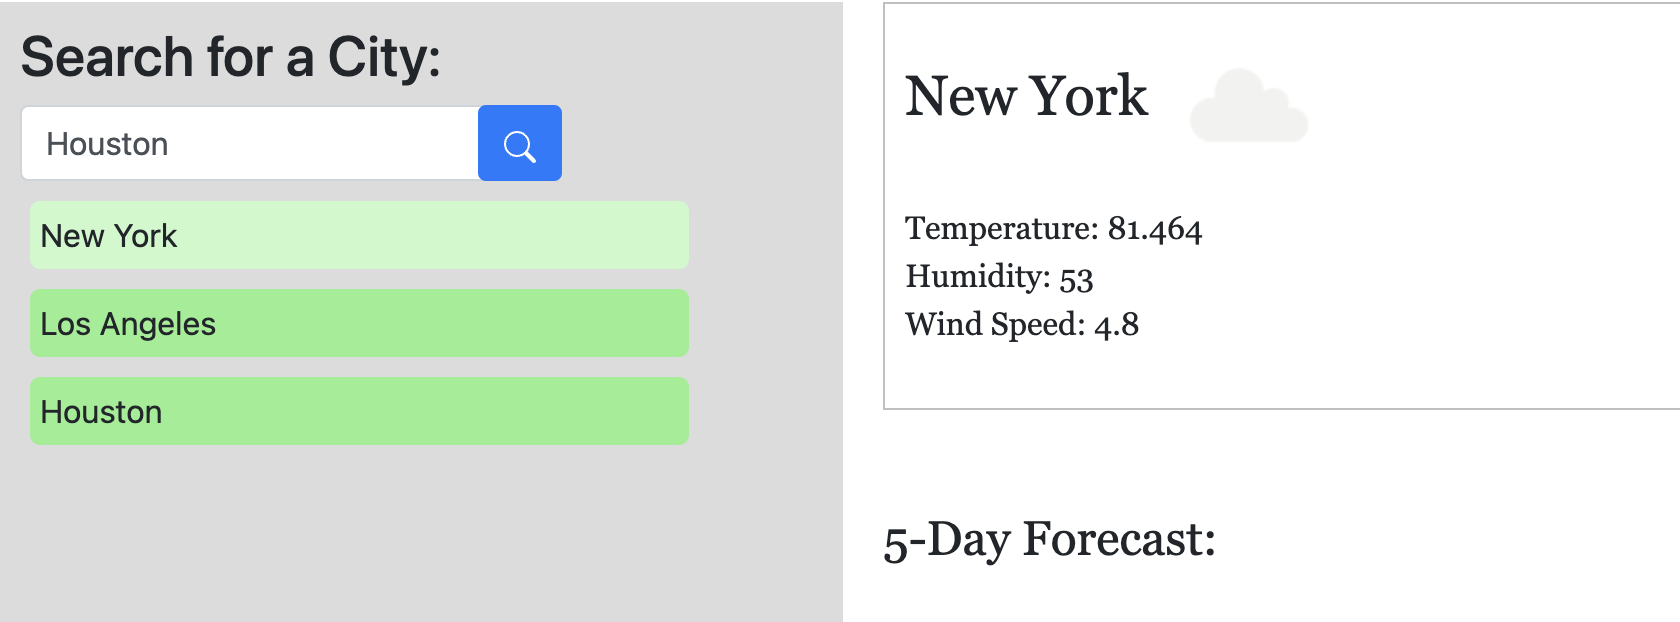 Search for a City:
Houston
New York
Los Angeles
Houston
New York
Temperature: 81.464
Humidity: 53
Wind Speed: 4.8
5-Day Forecast: